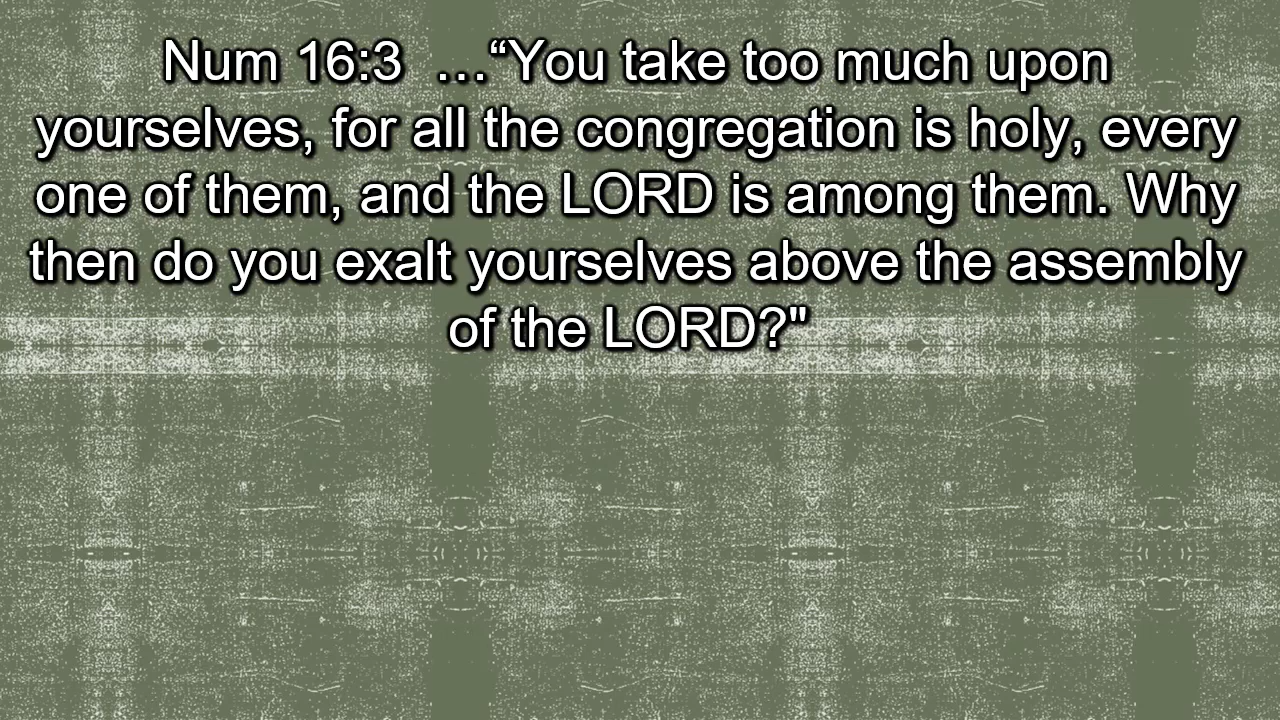 Num 16:3  …“You take too much upon
yourselves, for all the congregation is holy, every
one of them, and the LORD is among them. Why
then do you exalt yourselves above the assembly
of the LORD?"